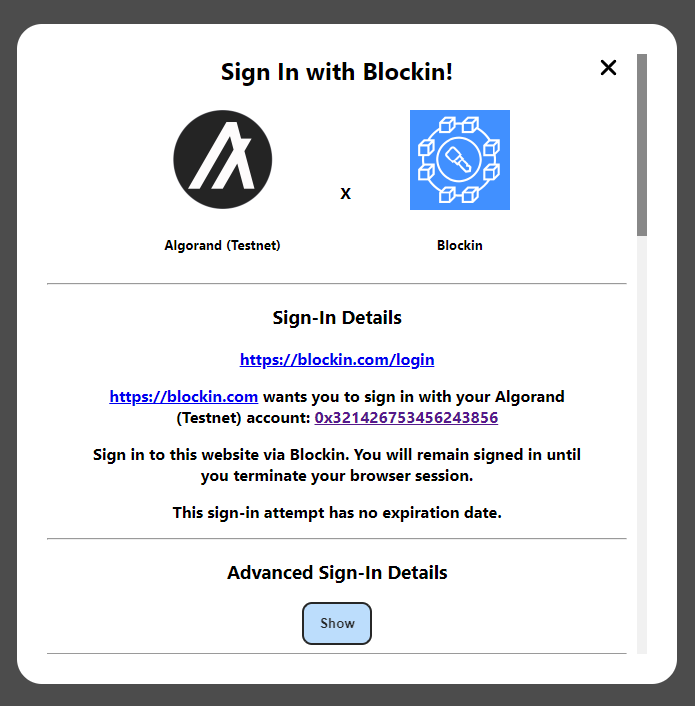 Sign In with Blockin!
X
Algorand (Testnet)
Blockin
Sign-In Details
https://blockin.com/login
https://blockin.com wants you to sign in with your Algorand
(Testnet) account: 0x321426753456243856
Sign in to this website via Blockin. You will remain signed in until
you terminate your browser session.
This sign-in attempt has no expiration date.
Advanced Sign-In Details
Show